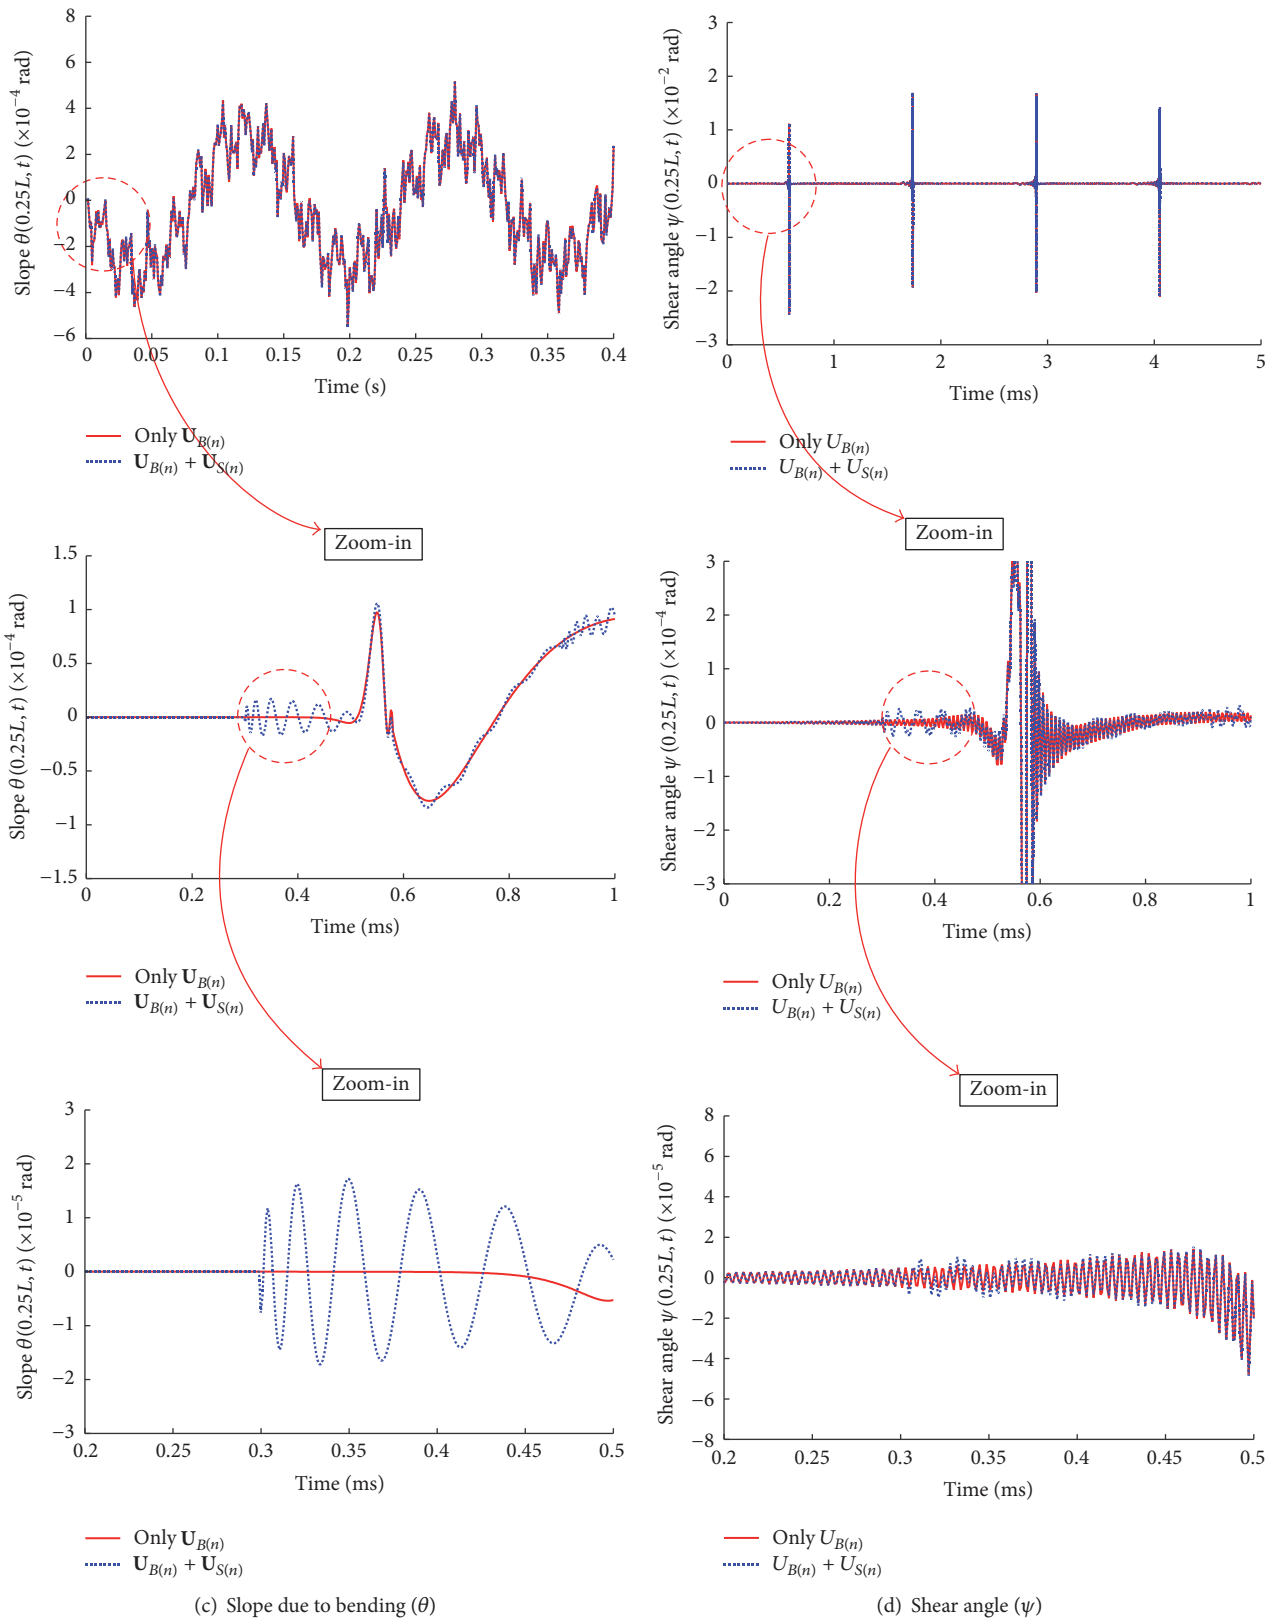 Slope θ(0.25L, t) (×10⁻⁴ rad)
8
6
4
2
0
−2
−4
−6
0
0.05
0.1
0.15
0.2
0.25
0.3
0.35
0.4
Time (s)
Only U_B(n)
U_B(n) + U_S(n)
Shear angle ψ(0.25L, t) (×10⁻² rad)
3
2
1
0
−1
−2
−3
0
1
2
3
4
5
Time (ms)
Only U_B(n)
U_B(n) + U_S(n)
Zoom-in
Slope θ(0.25L, t) (×10⁻⁴ rad)
1.5
1
0.5
0
−0.5
−1
−1.5
0
0.2
0.4
0.6
0.8
1
Time (ms)
Only U_B(n)
U_B(n) + U_S(n)
Zoom-in
Shear angle ψ(0.25L, t) (×10⁻⁴ rad)
3
2
1
0
−1
−2
−3
0
0.2
0.4
0.6
0.8
1
Time (ms)
Only U_B(n)
U_B(n) + U_S(n)
Zoom-in
Slope θ(0.25L, t) (×10⁻⁵ rad)
3
2
1
0
−1
−2
−3
0.2
0.25
0.3
0.35
0.4
0.45
0.5
Time (ms)
Only U_B(n)
U_B(n) + U_S(n)
Zoom-in
Shear angle ψ(0.25L, t) (×10⁻⁵ rad)
8
6
4
2
0
−2
−4
−6
−8
0.2
0.25
0.3
0.35
0.4
0.45
0.5
Time (ms)
Only U_B(n)
U_B(n) + U_S(n)
(c) Slope due to bending (θ)
(d) Shear angle (ψ)